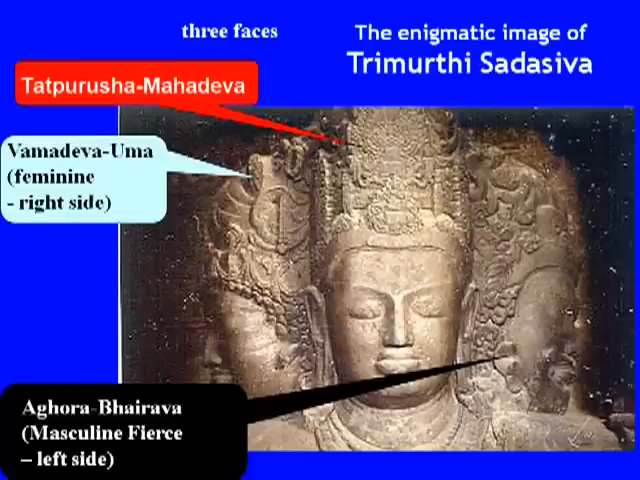 three faces
The enigmatic image of
Trimurthi Sadasiva
Tatpurusha-Mahadeva
Vamadeva-Uma
(feminine
- right side)
Aghora-Bhairava
(Masculine Fierce
– left side)